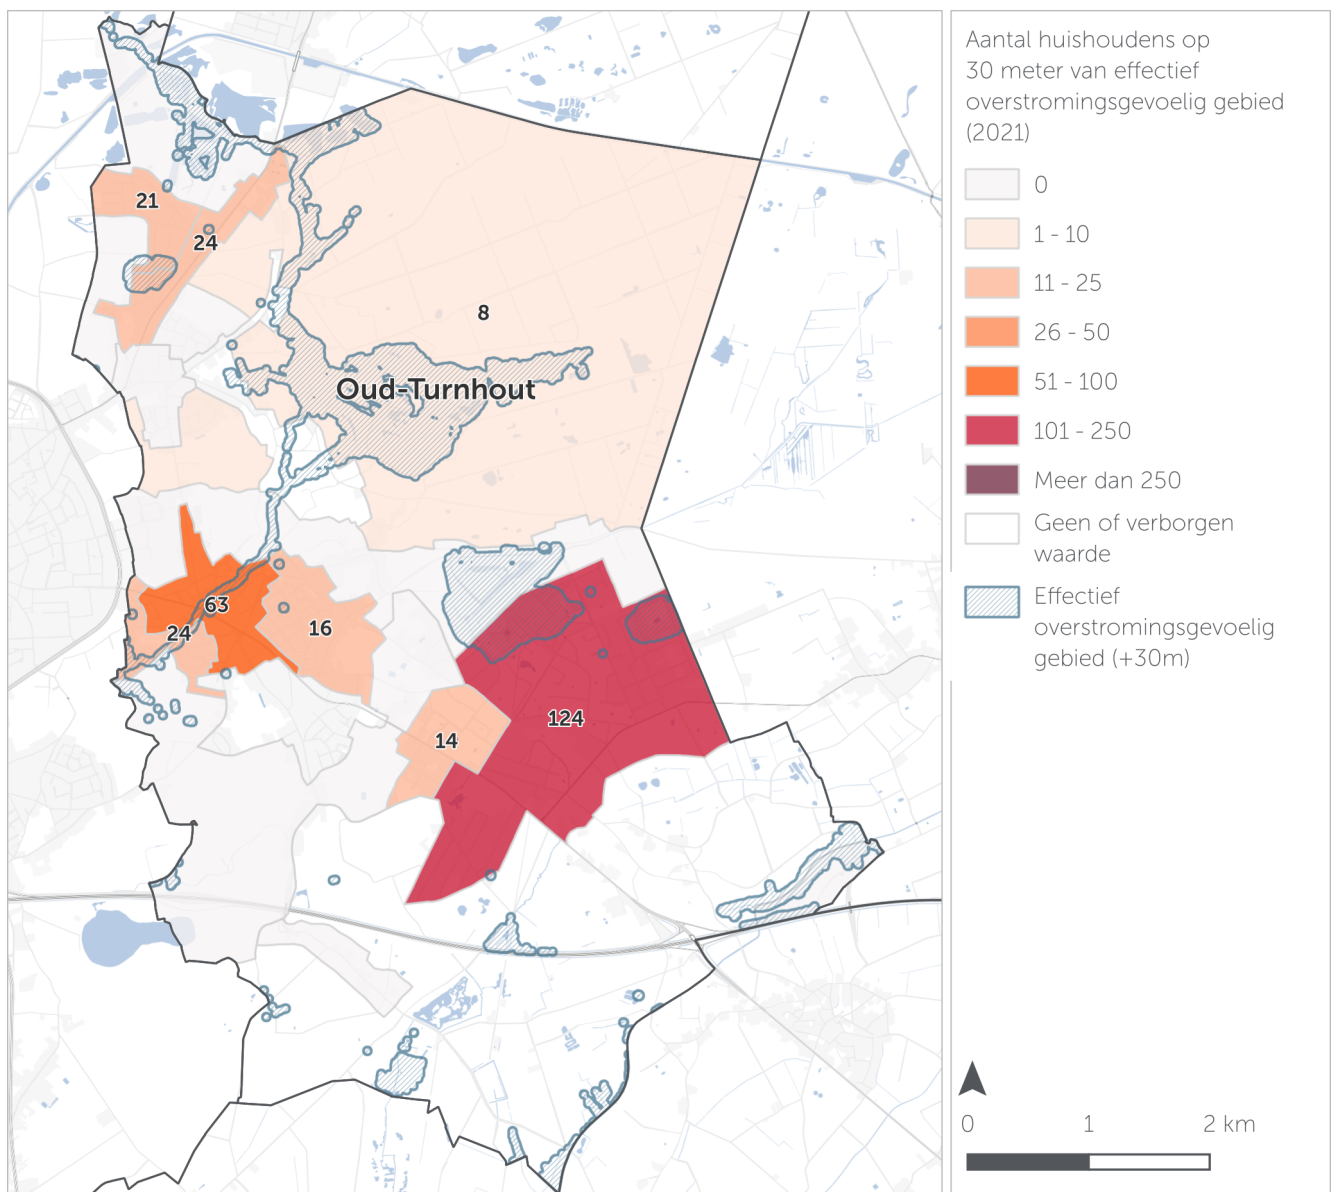 Aantal huishoudens op
30 meter van effectief
overstromingsgevoelig gebied
(2021)
0
1 - 10
11 - 25
26 - 50
51 - 100
101 - 250
Meer dan 250
Geen of verborgen
waarde
Effectief
overstromingsgevoelig
gebied (+30m)
0 1 2 km
21
24
8
Oud-Turnhout
63
24
16
124
14